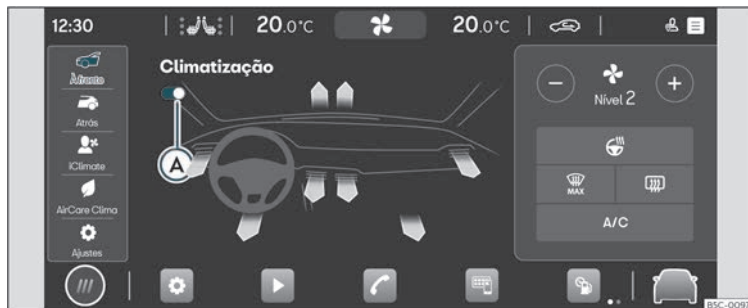 12:30
20.0°C
20.0°C
Climatização
À frente
Atrás
iClimate
AirCare Clima
Ajustes
A
Nível 2
MAX
A/C
B5C-0097